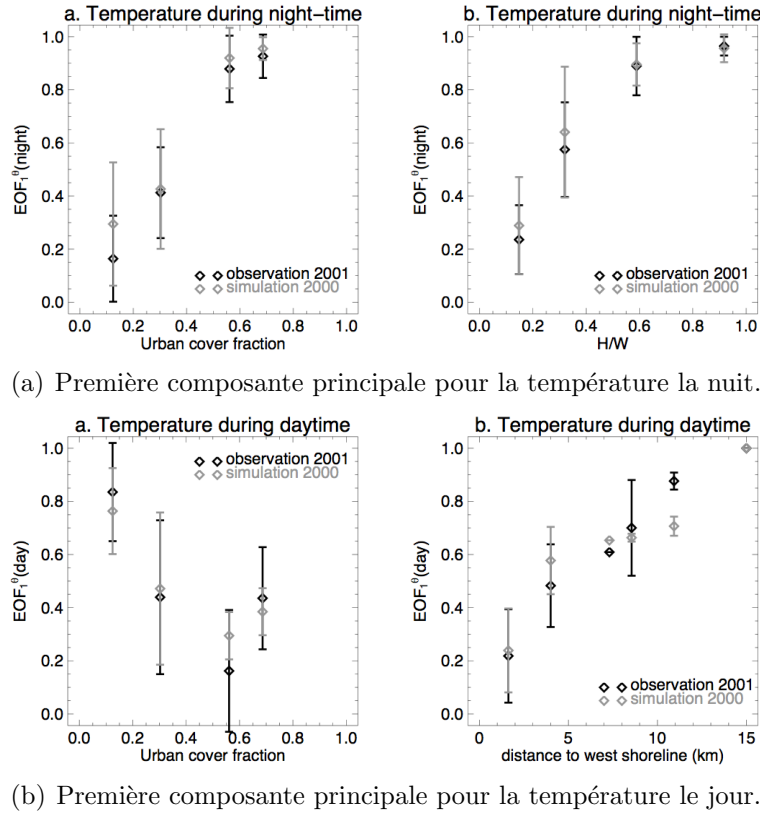 a. Temperature during night-time
b. Temperature during night-time
1.0
0.8
0.6
0.4
0.2
0.0
EOF₁ᶿ(night)
observation 2001
simulation 2000
0.0 0.2 0.4 0.6 0.8 1.0
Urban cover fraction
1.0
0.8
0.6
0.4
0.2
0.0
EOF₁ᶿ(night)
observation 2001
simulation 2000
0.0 0.2 0.4 0.6 0.8 1.0
H/W
(a) Première composante principale pour la température la nuit.
a. Temperature during daytime
b. Temperature during daytime
1.0
0.8
0.6
0.4
0.2
0.0
EOF₁ᶿ(day)
observation 2001
simulation 2000
0.0 0.2 0.4 0.6 0.8 1.0
Urban cover fraction
1.0
0.8
0.6
0.4
0.2
0.0
EOF₁ᶿ(day)
observation 2001
simulation 2000
0 5 10 15
distance to west shoreline (km)
(b) Première composante principale pour la température le jour.